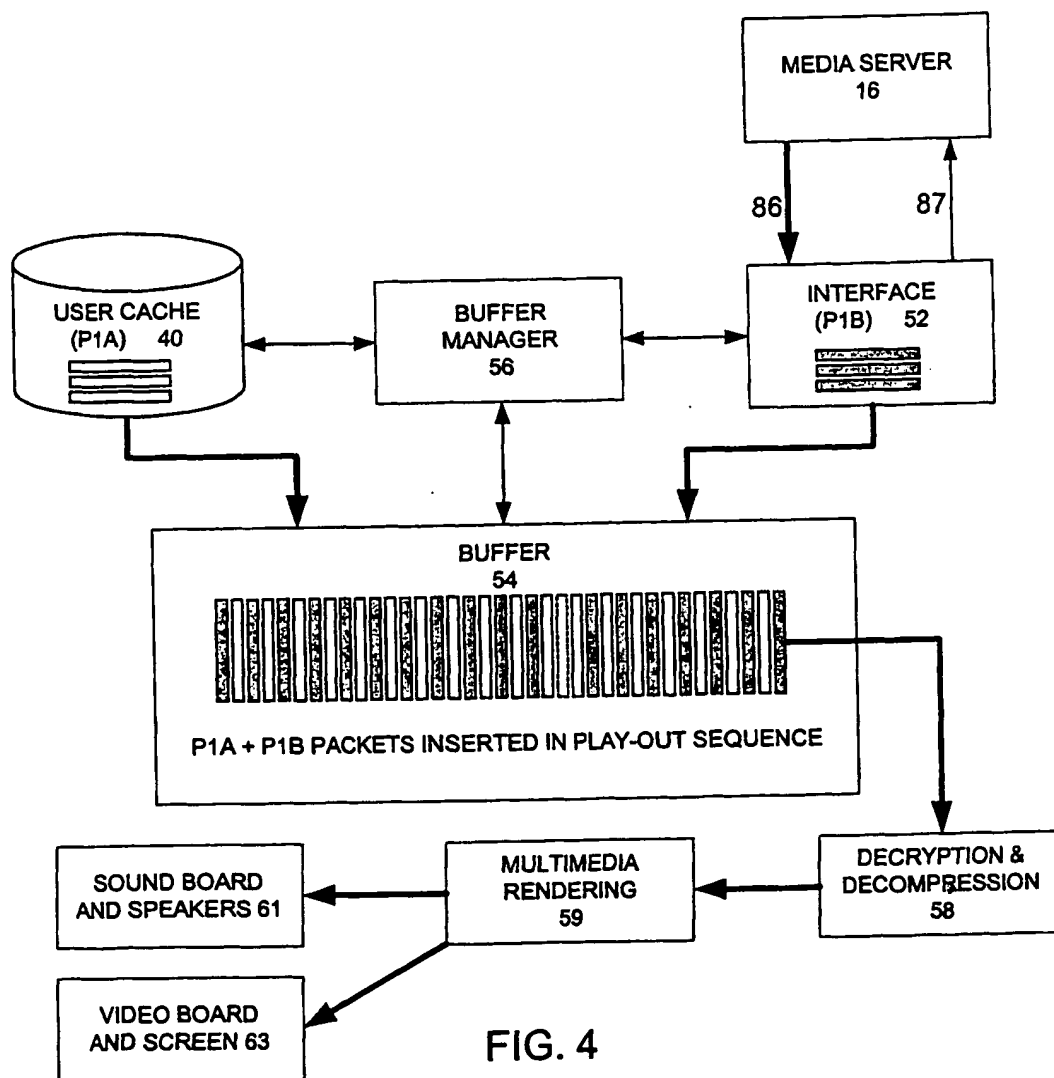 MEDIA SERVER
16
86
87
USER CACHE
(P1A) 40
BUFFER
MANAGER
56
INTERFACE
(P1B) 52
BUFFER
54
P1A + P1B PACKETS INSERTED IN PLAY-OUT SEQUENCE
SOUND BOARD
AND SPEAKERS 61
MULTIMEDIA
RENDERING
59
DECRYPTION &
DECOMPRESSION
58
VIDEO BOARD
AND SCREEN 63
FIG. 4